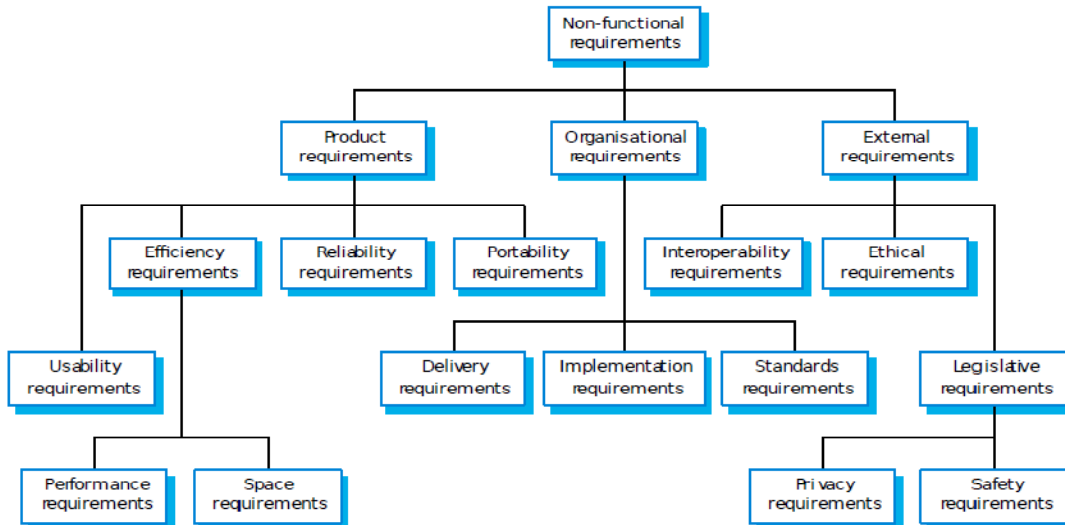 Non-functional
requirements
Product
requirements
Organisational
requirements
External
requirements
Efficiency
requirements
Reliability
requirements
Portability
requirements
Interoperability
requirements
Ethical
requirements
Usability
requirements
Delivery
requirements
Implementation
requirements
Standards
requirements
Legislative
requirements
Performance
requirements
Space
requirements
Privacy
requirements
Safety
requirements